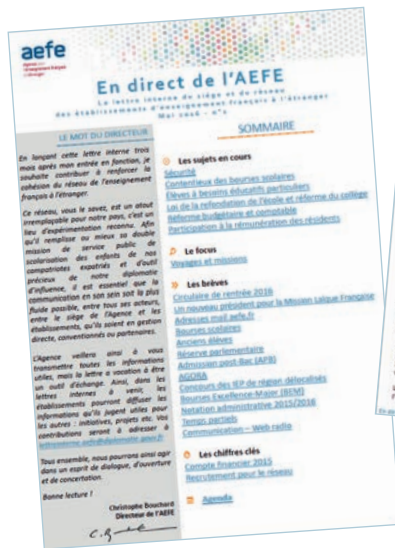 aefe
Agence pour
l'enseignement français
à l'étranger
En direct de l'AEFE
La lettre interne du siège et du réseau
des établissements d'enseignement français à l'étranger
Mai 2016 - n°1
LE MOT DU DIRECTEUR
En lançant cette lettre interne trois
mois après mon entrée en fonction, je
souhaite contribuer à renforcer la
cohésion du réseau de l'enseignement
français à l'étranger.
Ce réseau, vous le savez, est un atout
irremplaçable pour notre pays, c'est un
lieu d'expérimentation reconnu. Afin
qu'il remplisse au mieux sa double
mission de service public de
scolarisation des enfants de nos
compatriotes expatriés et d'outil
précieux de notre diplomatie
d'influence, il est essentiel que la
communication en son sein soit la plus
fluide possible, entre tous ses acteurs,
entre le siège de l'Agence et les
établissements, qu'ils soient en gestion
directe, conventionnés ou partenaires.
L'Agence veillera ainsi à vous
transmettre toutes les informations
utiles, mais la lettre a vocation à être
un outil d'échange. Ainsi, dans les
lettres internes à venir, les
établissements pourront diffuser les
informations qu'ils jugent utiles pour
les autres : initiatives, projets etc. Vos
contributions seront à adresser à
lettreinterne.aefe@diplomatie.gouv.fr
Tous ensemble, nous pourrons ainsi agir
dans un esprit de dialogue, d'ouverture
et de concertation.
Bonne lecture !
Christophe Bouchard
Directeur de l'AEFE
SOMMAIRE
Les sujets en cours
Sécurité
Contentieux des bourses scolaires
Élèves à besoins éducatifs particuliers
Loi de la refondation de l'école et réforme du collège
Réforme budgétaire et comptable
Participation à la rémunération des résidents
Le focus
Voyages et missions
Les brèves
Circulaire de rentrée 2016
Un nouveau président pour la Mission Laïque Française
Adresses mail aefe.fr
Bourses scolaires
Anciens élèves
Réserve parlementaire
Admission post-Bac (APB)
AGORA
Concours des IEP de région délocalisés
Bourses Excellence-Major (BEM)
Notation administrative 2015/2016
Temps partiels
Communication – Web radio
Les chiffres clés
Compte financier 2015
Recrutement pour le réseau
Agenda